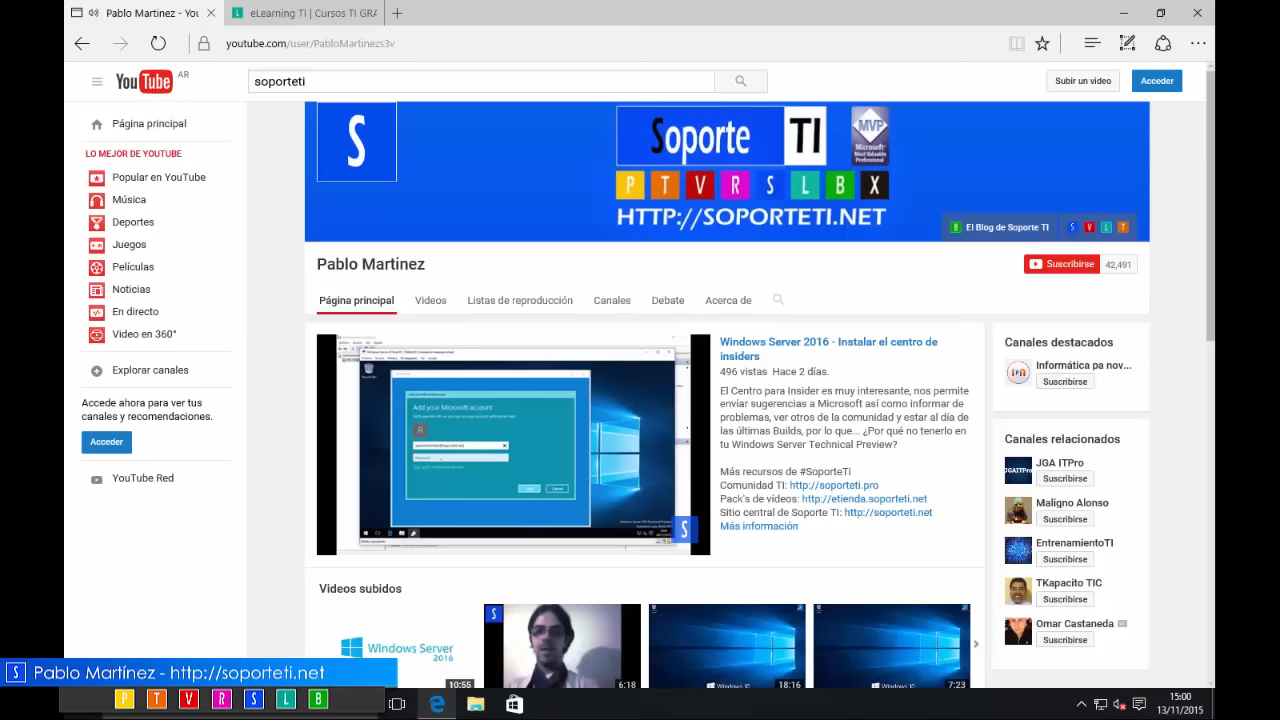 Pablo Martinez - You
eLearning TI | Cursos TI GRA
youtube.com/user/PabloMartinezs3v
YouTube AR
soporteti
Subir un video
Acceder
Página principal
LO MEJOR DE YOUTUBE
Popular en YouTube
Música
Deportes
Juegos
Películas
Noticias
En directo
Video en 360°
Explorar canales
Accede ahora para ver tus
canales y recomendaciones.
Acceder
YouTube Red
S
Soporte TI
MVP
Microsoft
Most Valuable
Professional
P T V R S L B X
HTTP://SOPORTETI.NET
B El Blog de Soporte TI
S V L T
Pablo Martinez
Suscribirse 42,491
Página principal
Videos
Listas de reproducción
Canales
Debate
Acerca de
Add your Microsoft account
S
Windows Server 2016 - Instalar el centro de
insiders
496 vistas Hace 2 días.
El Centro para Insider es muy interesante, nos permite
enviar sugerencias a Microsoft así como informar de
problemas, ver otros de la comunidad y estar al día de
las últimas Builds, por lo que... ¿Por qué no tenerlo en
tu Windows Server Technical Preview?
Más recursos de #SoporteTi
Comunidad TI: http://soporteti.pro
Pack's de vídeos: http://etienda.soporteti.net
Sitio central de Soporte TI: http://soporteti.net
Más información
Canales destacados
Informática pa nov...
Suscribirse
Canales relacionados
JGAITPRO
JGA ITPro
Suscribirse
Maligno Alonso
Suscribirse
EntrenamientoTI
Suscribirse
TKapacito TIC
Suscribirse
Omar Castaneda
Suscribirse
Videos subidos
Windows Server
2016
10:55
S
6:18
Windows 10
18:16
Windows 10
7:23
S Pablo Martínez - http://soporteti.net
P T V R S L B
15:00
13/11/2015